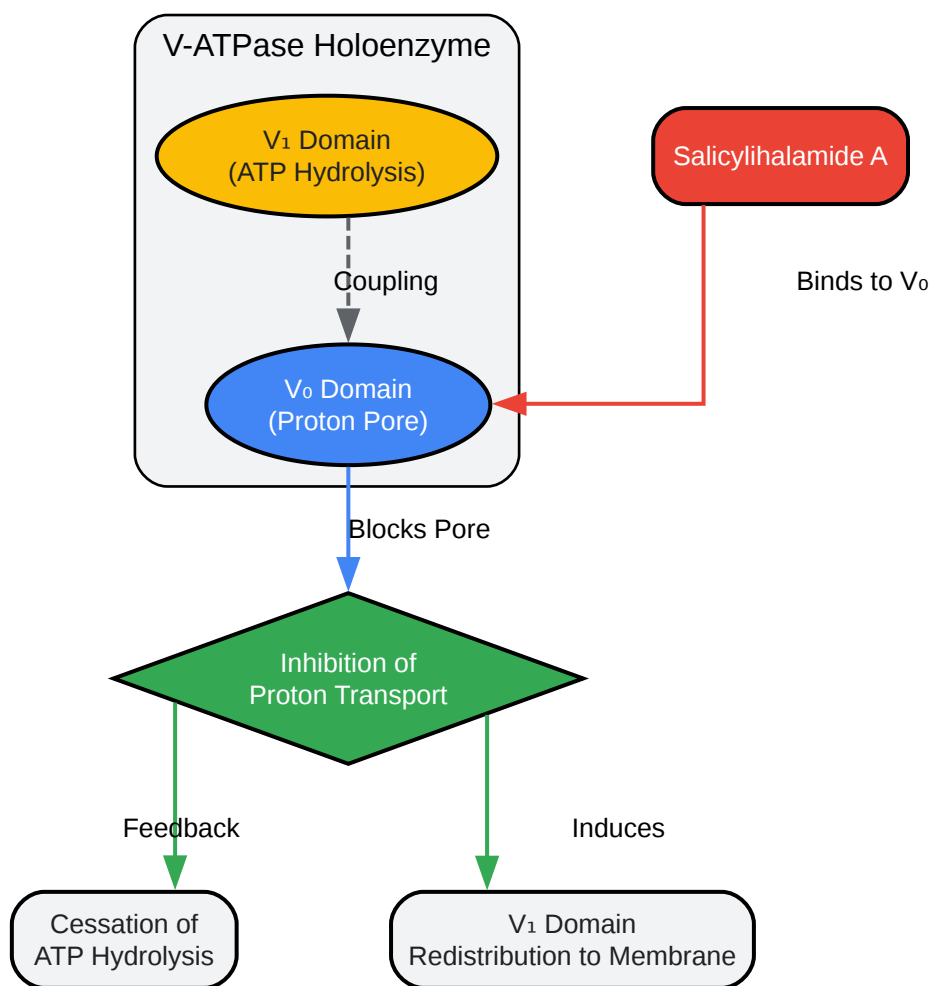 V-ATPase Holoenzyme
V₁ Domain
(ATP Hydrolysis)
Salicylihalamide A
Coupling
Binds to V₀
V₀ Domain
(Proton Pore)
Blocks Pore
Inhibition of
Proton Transport
Feedback
Induces
Cessation of
ATP Hydrolysis
V₁ Domain
Redistribution to Membrane